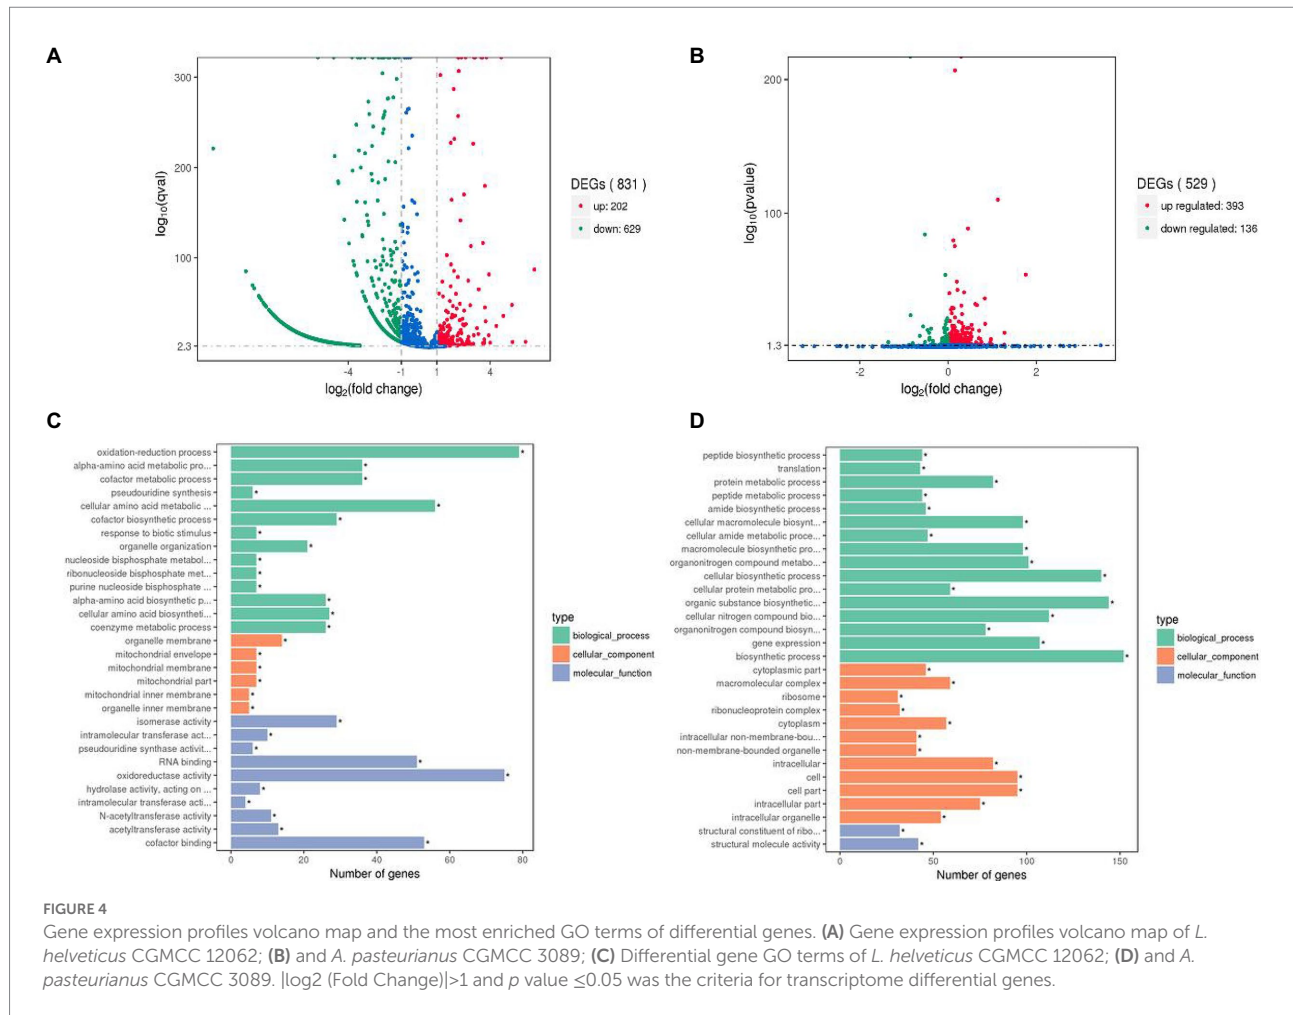 A
300
200
100
2.3
log10(qval)
-4
-1
1
4
log2(fold change)
DEGs ( 831 )
up: 202
down: 629
B
200
100
1.3
log10(pvalue)
-2
0
2
log2(fold change)
DEGs ( 529 )
up regulated: 393
down regulated: 136
C
oxidation-reduction process
alpha-amino acid metabolic pro...
cofactor metabolic process
pseudouridine synthesis
cellular amino acid metabolic ...
cofactor biosynthetic process
response to biotic stimulus
organelle organization
nucleoside bisphosphate metabol...
ribonucleoside bisphosphate met...
purine nucleoside bisphosphate ...
alpha-amino acid biosynthetic p...
cellular amino acid biosyntheti...
coenzyme metabolic process
organelle membrane
mitochondrial envelope
mitochondrial membrane
mitochondrial part
mitochondrial inner membrane
organelle inner membrane
isomerase activity
intramolecular transferase act...
pseudouridine synthase activit...
RNA binding
oxidoreductase activity
hydrolase activity, acting on ...
intramolecular transferase acti...
N-acetyltransferase activity
acetyltransferase activity
cofactor binding
0
20
40
60
80
Number of genes
type
biological_process
cellular_component
molecular_function
D
peptide biosynthetic process
translation
protein metabolic process
peptide metabolic process
amide biosynthetic process
cellular macromolecule biosynt...
cellular amide metabolic proce...
macromolecule biosynthetic pro...
organonitrogen compound metabo...
cellular biosynthetic process
cellular protein metabolic pro...
organic substance biosynthetic...
cellular nitrogen compound bio...
organonitrogen compound biosyn...
gene expression
biosynthetic process
cytoplasmic part
macromolecular complex
ribosome
ribonucleoprotein complex
cytoplasm
intracellular non-membrane-bou...
non-membrane-bounded organelle
intracellular
cell
cell part
intracellular part
intracellular organelle
structural constituent of ribo...
structural molecule activity
0
50
100
150
Number of genes
type
biological_process
cellular_component
molecular_function
FIGURE 4
Gene expression profiles volcano map and the most enriched GO terms of differential genes. (A) Gene expression profiles volcano map of L.
helveticus CGMCC 12062; (B) and A. pasteurianus CGMCC 3089; (C) Differential gene GO terms of L. helveticus CGMCC 12062; (D) and A.
pasteurianus CGMCC 3089. |log2 (Fold Change)|>1 and p value ≤0.05 was the criteria for transcriptome differential genes.